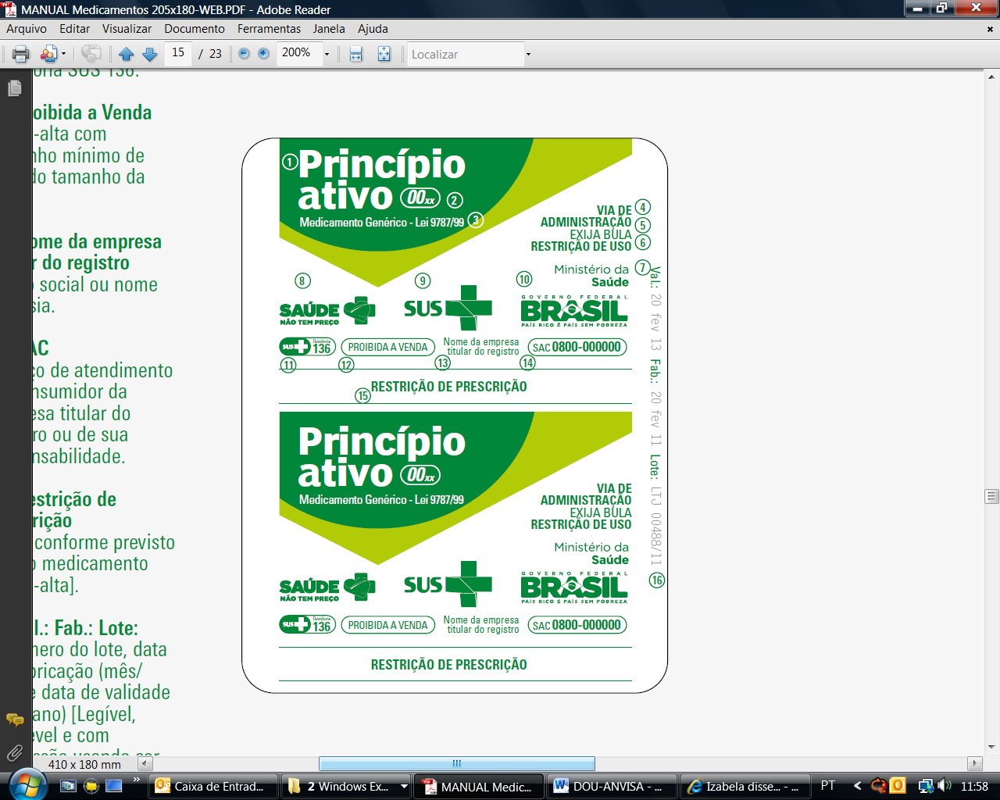 MANUAL Medicamentos 205x180-WEB.PDF - Adobe Reader
Arquivo Editar Visualizar Documento Ferramentas Janela Ajuda
15 / 23 200% Localizar
oria SUS 136.
oibida a Venda
-alta com
nho mínimo de
do tamanho da
ome da empresa
r do registro
o social ou nome
sia.
AC
ço de atendimento
nsumidor da
esa titular do
ro ou de sua
nsabilidade.
estrição de
rição
conforme previsto
o medicamento
-alta].
l.: Fab.: Lote:
nero do lote, data
bricação (mês/
e data de validade
ano) [Legível,
ével e com
1 Princípio
ativo 00xx 2
Medicamento Genérico - Lei 9787/99 3
VIA DE 4
ADMINISTRAÇÃO 5
EXIJA BULA
RESTRIÇÃO DE USO 6
Ministério da 7
Saúde
8 9 10
SAÚDE
NÃO TEM PREÇO
SUS
GOVERNO FEDERAL
BRASIL
PAÍS RICO É PAÍS SEM POBREZA
SUS Ouvidoria 136
PROIBIDA A VENDA
Nome da empresa
titular do registro
SAC 0800-000000
11 12 13 14
15 RESTRIÇÃO DE PRESCRIÇÃO
Val.: 20 fev 13 Fab.: 20 fev 11 Lote: LTJ 00488/11
16
Princípio
ativo 00xx
Medicamento Genérico - Lei 9787/99
VIA DE
ADMINISTRAÇÃO
EXIJA BULA
RESTRIÇÃO DE USO
Ministério da
Saúde
SAÚDE
NÃO TEM PREÇO
SUS
GOVERNO FEDERAL
BRASIL
PAÍS RICO É PAÍS SEM POBREZA
SUS Ouvidoria 136
PROIBIDA A VENDA
Nome da empresa
titular do registro
SAC 0800-000000
RESTRIÇÃO DE PRESCRIÇÃO
410 x 180 mm
Caixa de Entrad... 2 Windows Ex... MANUAL Medic... DOU-ANVISA - ... Izabela disse... - ... PT 11:58